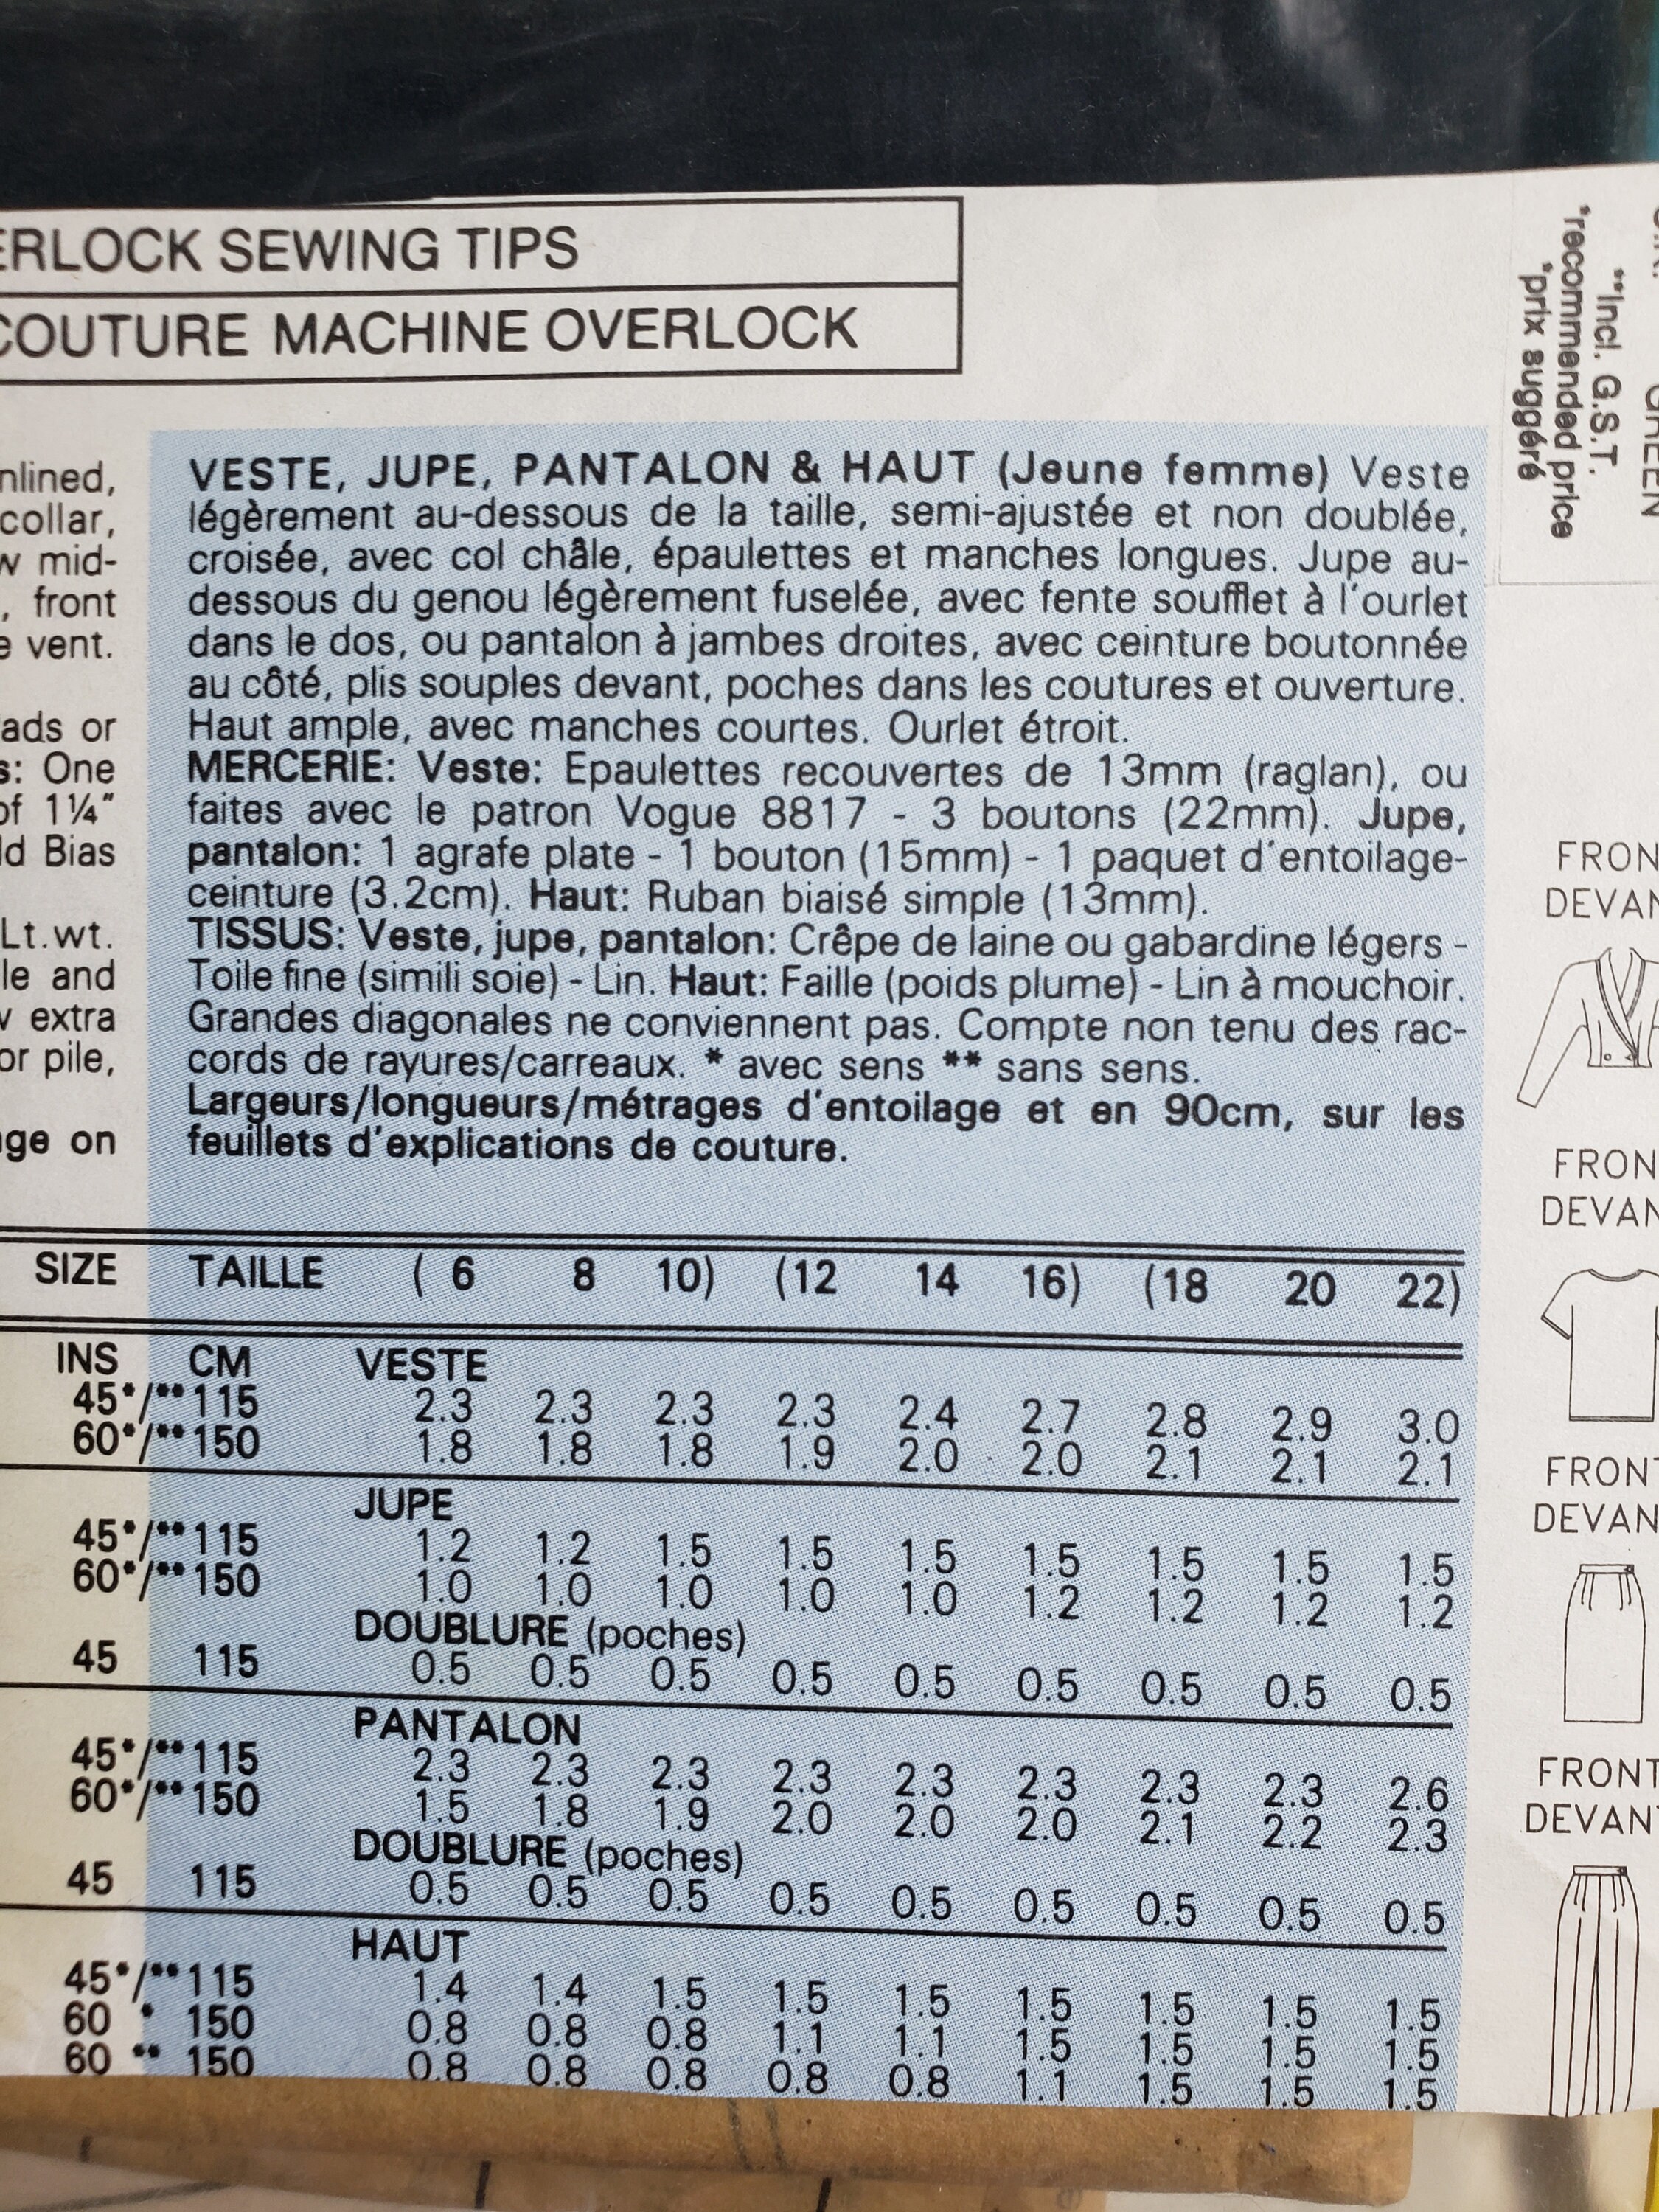 ERLOCK SEWING TIPS
COUTURE MACHINE OVERLOCK
**Incl. G.S.T.
*recommended price
*prix suggéré
GREEN
nlined,
collar,
w mid-
, front
e vent.
ads or
s: One
of 1¼"
ld Bias
Lt.wt.
le and
w extra
or pile,
ge on
VESTE, JUPE, PANTALON & HAUT (Jeune femme) Veste
légèrement au-dessous de la taille, semi-ajustée et non doublée,
croisée, avec col châle, épaulettes et manches longues. Jupe au-
dessous du genou légèrement fuselée, avec fente soufflet à l'ourlet
dans le dos, ou pantalon à jambes droites, avec ceinture boutonnée
au côté, plis souples devant, poches dans les coutures et ouverture.
Haut ample, avec manches courtes. Ourlet étroit.
MERCERIE: Veste: Epaulettes recouvertes de 13mm (raglan), ou
faites avec le patron Vogue 8817 - 3 boutons (22mm). Jupe,
pantalon: 1 agrafe plate - 1 bouton (15mm) - 1 paquet d'entoilage-
ceinture (3.2cm). Haut: Ruban biaisé simple (13mm).
TISSUS: Veste, jupe, pantalon: Crêpe de laine ou gabardine légers -
Toile fine (simili soie) - Lin. Haut: Faille (poids plume) - Lin à mouchoir.
Grandes diagonales ne conviennent pas. Compte non tenu des rac-
cords de rayures/carreaux. * avec sens ** sans sens.
Largeurs/longueurs/métrages d'entoilage et en 90cm, sur les
feuillets d'explications de couture.
SIZE TAILLE ( 6 8 10) (12 14 16) (18 20 22)
INS CM VESTE
45*/**115 2.3 2.3 2.3 2.3 2.4 2.7 2.8 2.9 3.0
60*/**150 1.8 1.8 1.8 1.9 2.0 2.0 2.1 2.1 2.1
JUPE
45*/**115 1.2 1.2 1.5 1.5 1.5 1.5 1.5 1.5 1.5
60*/**150 1.0 1.0 1.0 1.0 1.0 1.2 1.2 1.2 1.2
DOUBLURE (poches)
45 115 0.5 0.5 0.5 0.5 0.5 0.5 0.5 0.5 0.5
PANTALON
45*/**115 2.3 2.3 2.3 2.3 2.3 2.3 2.3 2.3 2.6
60*/**150 1.5 1.8 1.9 2.0 2.0 2.0 2.1 2.2 2.3
DOUBLURE (poches)
45 115 0.5 0.5 0.5 0.5 0.5 0.5 0.5 0.5 0.5
HAUT
45*/**115 1.4 1.4 1.5 1.5 1.5 1.5 1.5 1.5 1.5
60 * 150 0.8 0.8 0.8 1.1 1.1 1.5 1.5 1.5 1.5
60 ** 150 0.8 0.8 0.8 0.8 0.8 1.1 1.5 1.5 1.5
FRON
DEVAN
FRON
DEVAN
FRONT
DEVAN
FRONT
DEVANT